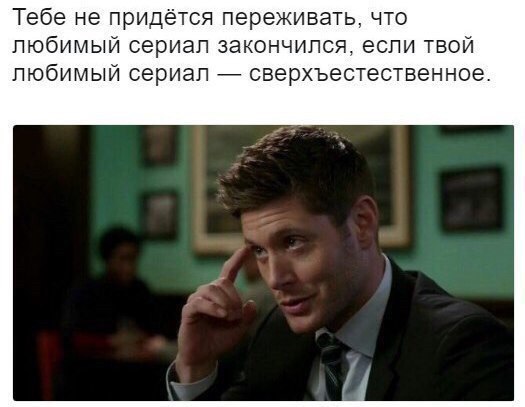 Тебе не придётся переживать, что
любимый сериал закончился, если твой
любимый сериал — сверхъестественное.